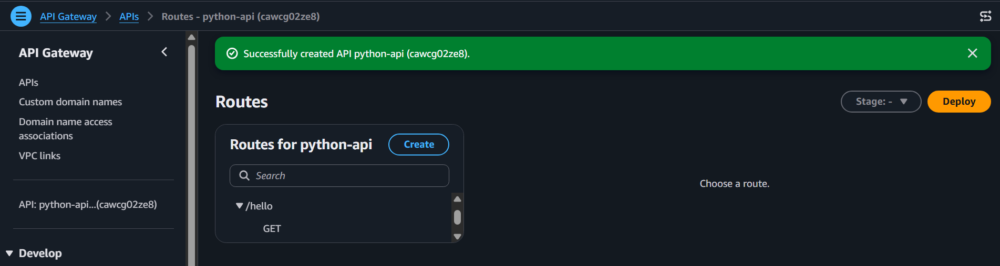 API Gateway > APIs > Routes - python-api (cawcg02ze8)
API Gateway
APIs
Custom domain names
Domain name access
associations
VPC links
API: python-api...(cawcg02ze8)
Develop
Successfully created API python-api (cawcg02ze8).
Routes
Stage: -
Deploy
Routes for python-api
Create
Search
/hello
GET
Choose a route.